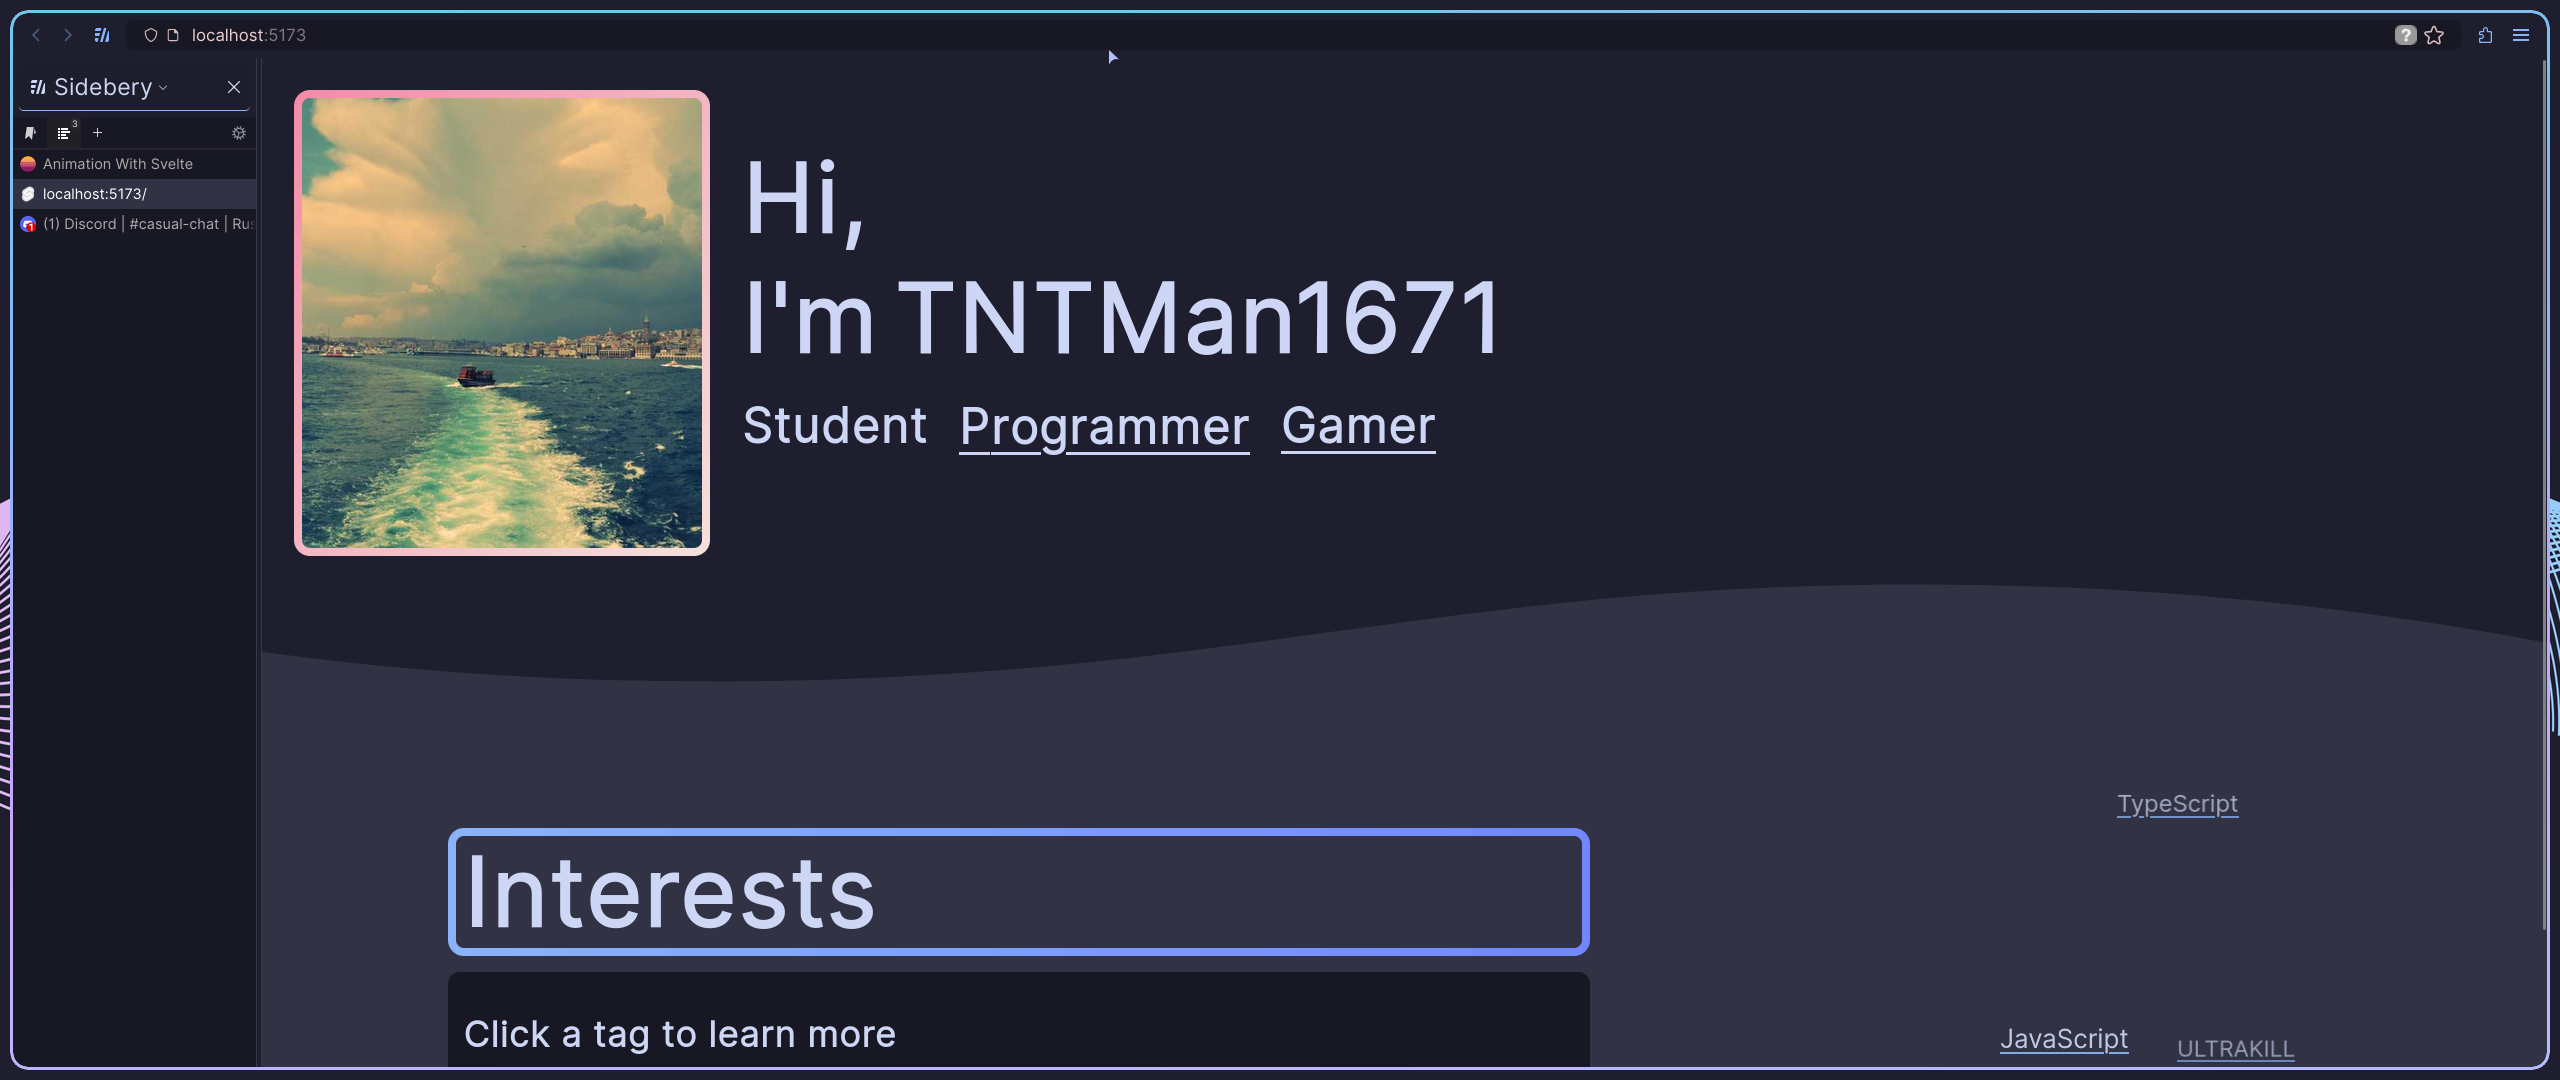 localhost:5173
?
Sidebery
3
Animation With Svelte
localhost:5173/
(1) Discord | #casual-chat | Rus
Hi,
I'm TNTMan1671
Student Programmer Gamer
TypeScript
Interests
Click a tag to learn more
JavaScript
ULTRAKILL